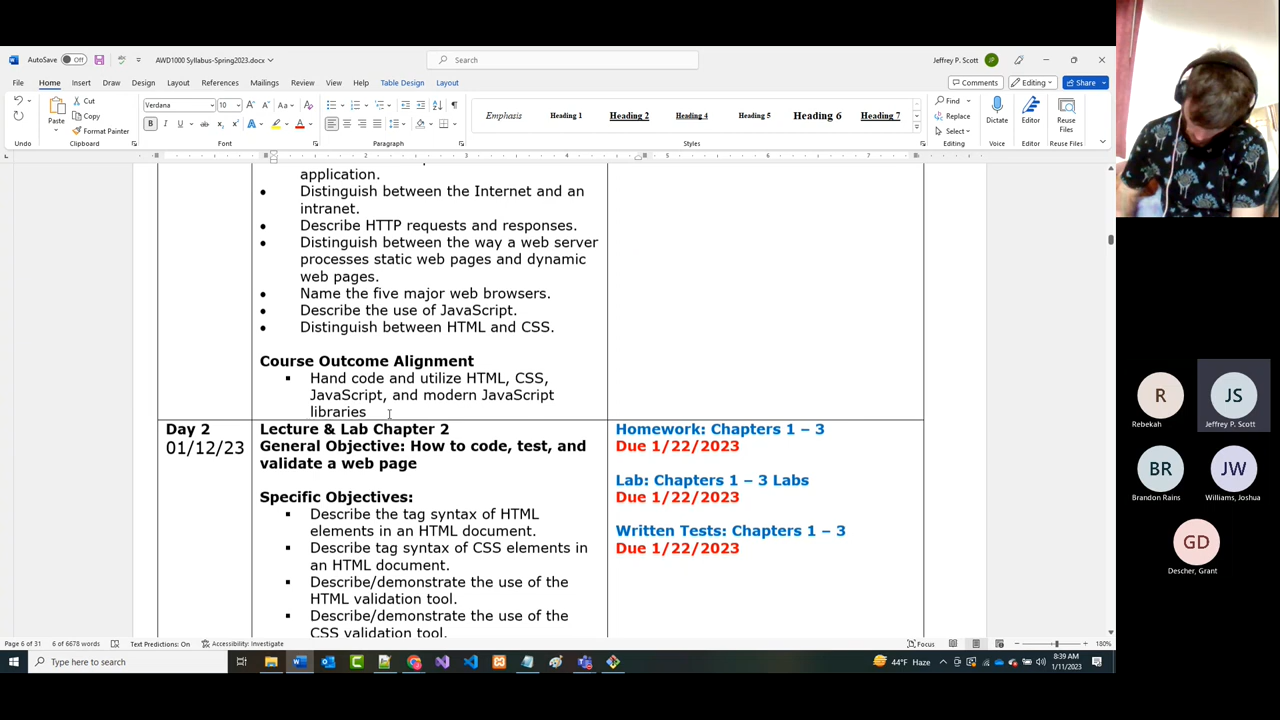 AutoSave Off AWD1000 Syllabus-Spring2023.docx Search Jeffrey P. Scott JS
File Home Insert Draw Design Layout References Mailings Review View Help Table Design Layout Comments Editing Share
Paste Cut Copy Format Painter
Verdana 10
Emphasis Heading 1 Heading 2 Heading 4 Heading 5 Heading 6 Heading 7
Find Replace Select
Dictate Editor Reuse Files
Undo Clipboard Font Paragraph Styles Editing Voice Editor Reuse Files
application.
Distinguish between the Internet and an
intranet.
Describe HTTP requests and responses.
Distinguish between the way a web server
processes static web pages and dynamic
web pages.
Name the five major web browsers.
Describe the use of JavaScript.
Distinguish between HTML and CSS.
Course Outcome Alignment
Hand code and utilize HTML, CSS,
JavaScript, and modern JavaScript
libraries
Day 2
01/12/23
Lecture & Lab Chapter 2
General Objective: How to code, test, and
validate a web page
Specific Objectives:
Describe the tag syntax of HTML
elements in an HTML document.
Describe tag syntax of CSS elements in
an HTML document.
Describe/demonstrate the use of the
HTML validation tool.
Describe/demonstrate the use of the
CSS validation tool.
Homework: Chapters 1 – 3
Due 1/22/2023
Lab: Chapters 1 – 3 Labs
Due 1/22/2023
Written Tests: Chapters 1 – 3
Due 1/22/2023
Page 6 of 31 6 of 6678 words Text Predictions: On Accessibility: Investigate Focus 180%
Type here to search 44°F Haze 8:39 AM
1/11/2023
R
Rebekah
JS
Jeffrey P. Scott
BR
Brandon Rains
JW
Williams, Joshua
GD
Descher, Grant